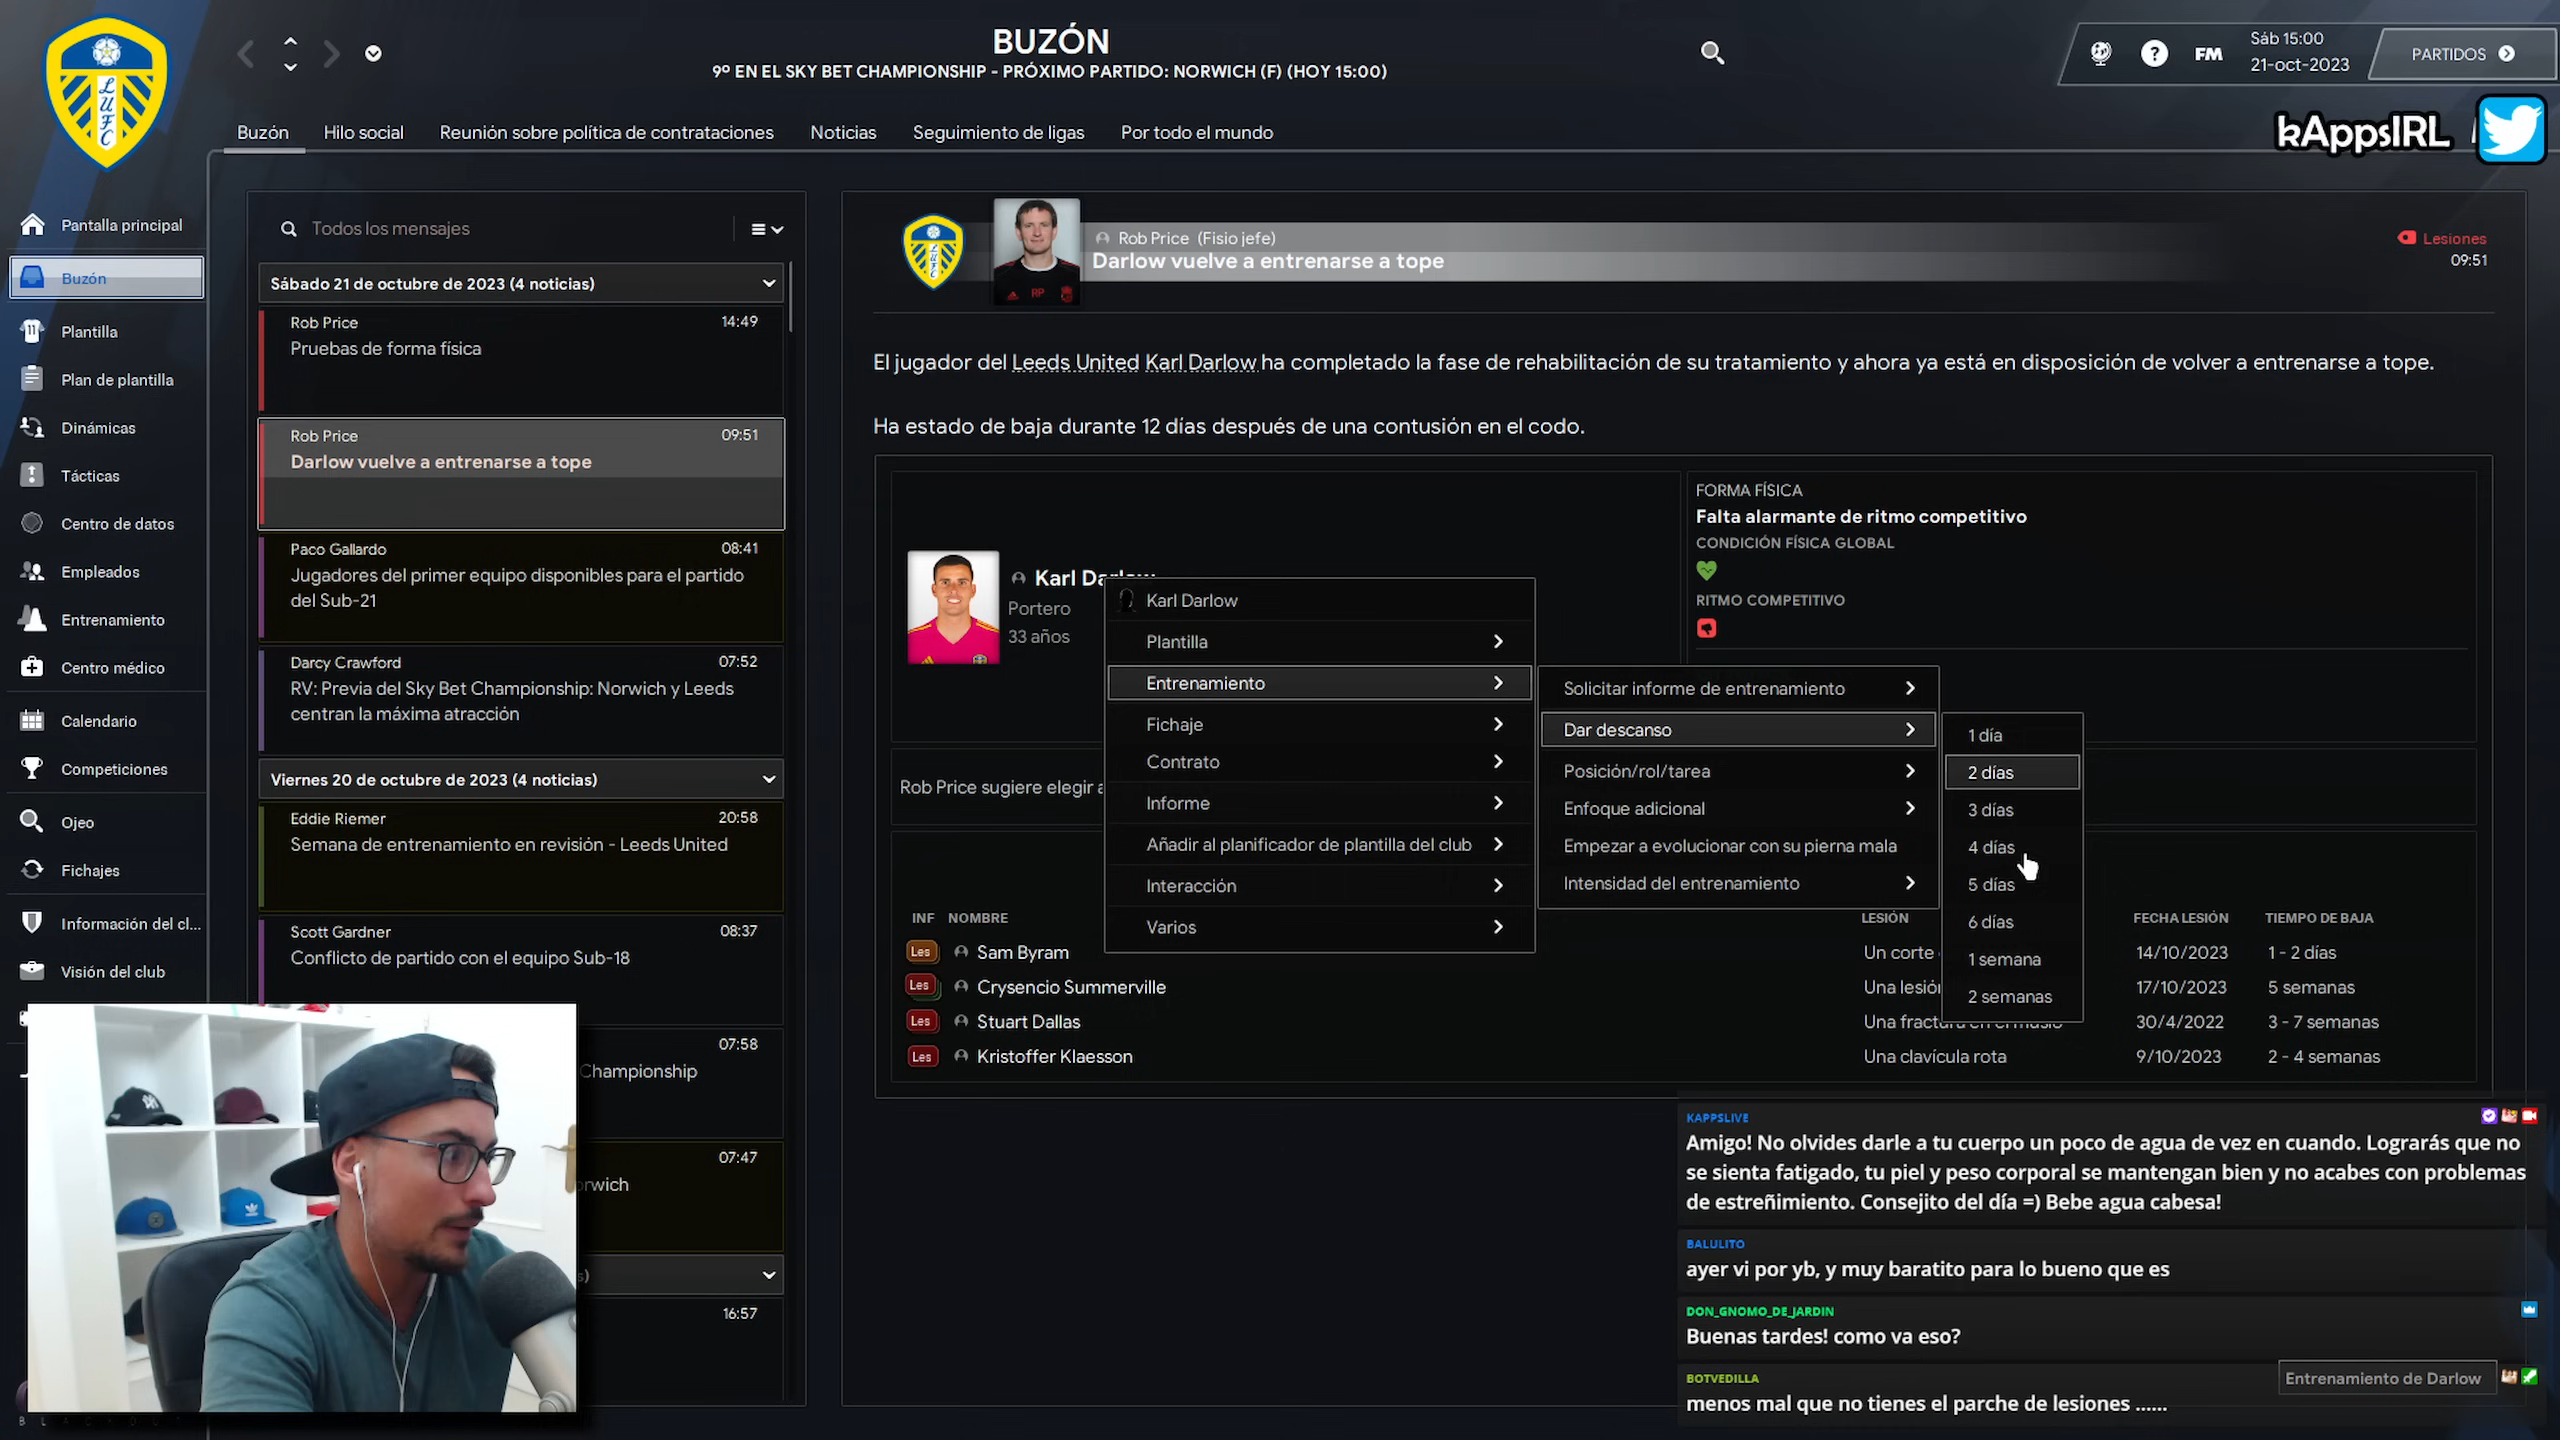 BUZÓN
9º EN EL SKY BET CHAMPIONSHIP - PRÓXIMO PARTIDO: NORWICH (F) (HOY 15:00)
FM
Sáb 15:00
21-oct-2023
PARTIDOS
LUFC
Buzón
Hilo social
Reunión sobre política de contrataciones
Noticias
Seguimiento de ligas
Por todo el mundo
kAppsIRL
Pantalla principal
Buzón
Plantilla
Plan de plantilla
Dinámicas
Tácticas
Centro de datos
Empleados
Entrenamiento
Centro médico
Calendario
Competiciones
Ojeo
Fichajes
Información del cl...
Visión del club
Todos los mensajes
Sábado 21 de octubre de 2023 (4 noticias)
Rob Price 14:49
Pruebas de forma física
Rob Price 09:51
Darlow vuelve a entrenarse a tope
Paco Gallardo 08:41
Jugadores del primer equipo disponibles para el partido
del Sub-21
Darcy Crawford 07:52
RV: Previa del Sky Bet Championship: Norwich y Leeds
centran la máxima atracción
Viernes 20 de octubre de 2023 (4 noticias)
Eddie Riemer 20:58
Semana de entrenamiento en revisión - Leeds United
Scott Gardner 08:37
Conflicto de partido con el equipo Sub-18
07:58
Championship
07:47
16:57
Rob Price (Fisio jefe)
Darlow vuelve a entrenarse a tope
Lesiones
09:51
RP
El jugador del Leeds United Karl Darlow ha completado la fase de rehabilitación de su tratamiento y ahora ya está en disposición de volver a entrenarse a tope.
Ha estado de baja durante 12 días después de una contusión en el codo.
Karl
Portero
33 años
FORMA FÍSICA
Falta alarmante de ritmo competitivo
CONDICIÓN FÍSICA GLOBAL
RITMO COMPETITIVO
Rob Price sugiere elegir
Karl Darlow
Plantilla
Entrenamiento
Fichaje
Contrato
Informe
Añadir al planificador de plantilla del club
Interacción
Varios
Solicitar informe de entrenamiento
Dar descanso
Posición/rol/tarea
Enfoque adicional
Empezar a evolucionar con su pierna mala
Intensidad del entrenamiento
1 día
2 días
3 días
4 días
5 días
6 días
1 semana
2 semanas
INF NOMBRE LESIÓN FECHA LESIÓN TIEMPO DE BAJA
Les Sam Byram Un corte 14/10/2023 1 - 2 días
Les Crysencio Summerville Una 17/10/2023 5 semanas
Les Stuart Dallas Una 30/4/2022 3 - 7 semanas
Les Kristoffer Klaesson Una clavícula rota 9/10/2023 2 - 4 semanas
KAPPSLIVE
Amigo! No olvides darle a tu cuerpo un poco de agua de vez en cuando. Lograrás que no
se sienta fatigado, tu piel y peso corporal se mantengan bien y no acabes con problemas
de estreñimiento. Consejito del día =) Bebe agua cabesa!
BALULITO
ayer vi por yb, y muy baratito para lo bueno que es
DON_GNOMO_DE_JARDIN
Buenas tardes! como va eso?
BOTVEDILLA
menos mal que no tienes el parche de lesiones ......
Entrenamiento de Darlow